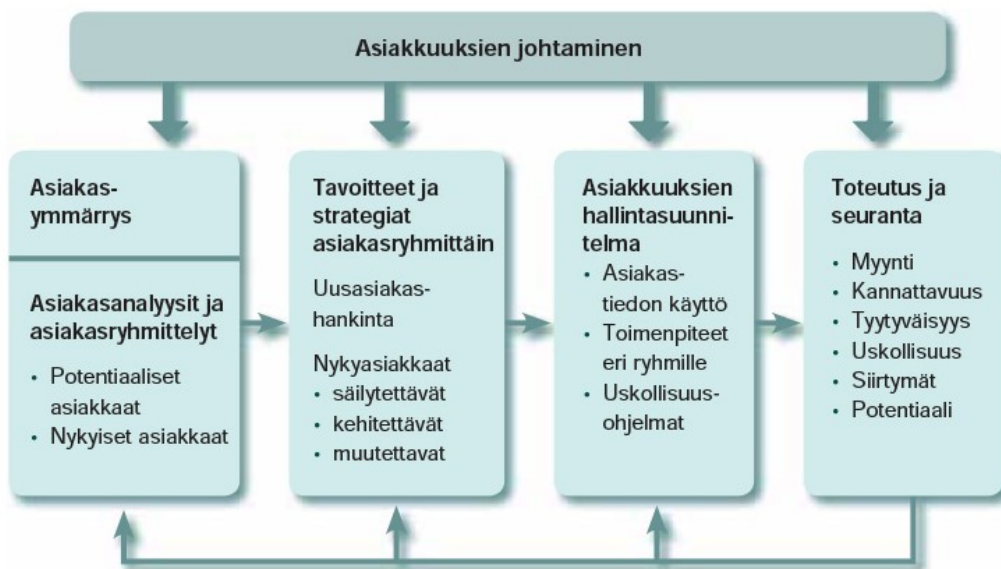 Asiakkuuksien johtaminen
Asiakas-
ymmärrys
Asiakasanalyysit ja
asiakasryhmittelyt
• Potentiaaliset
asiakkaat
• Nykyiset asiakkaat
Tavoitteet ja
strategiat
asiakasryhmittäin
Uusasiakas-
hankinta
Nykyasiakkaat
• säilytettävät
• kehitettävät
• muutettavat
Asiakkuuksien
hallintasuunni-
telma
• Asiakas-
tiedon käyttö
• Toimenpiteet
eri ryhmille
• Uskollisuus-
ohjelmat
Toteutus ja
seuranta
• Myynti
• Kannattavuus
• Tyytyväisyys
• Uskollisuus
• Siirtymät
• Potentiaali